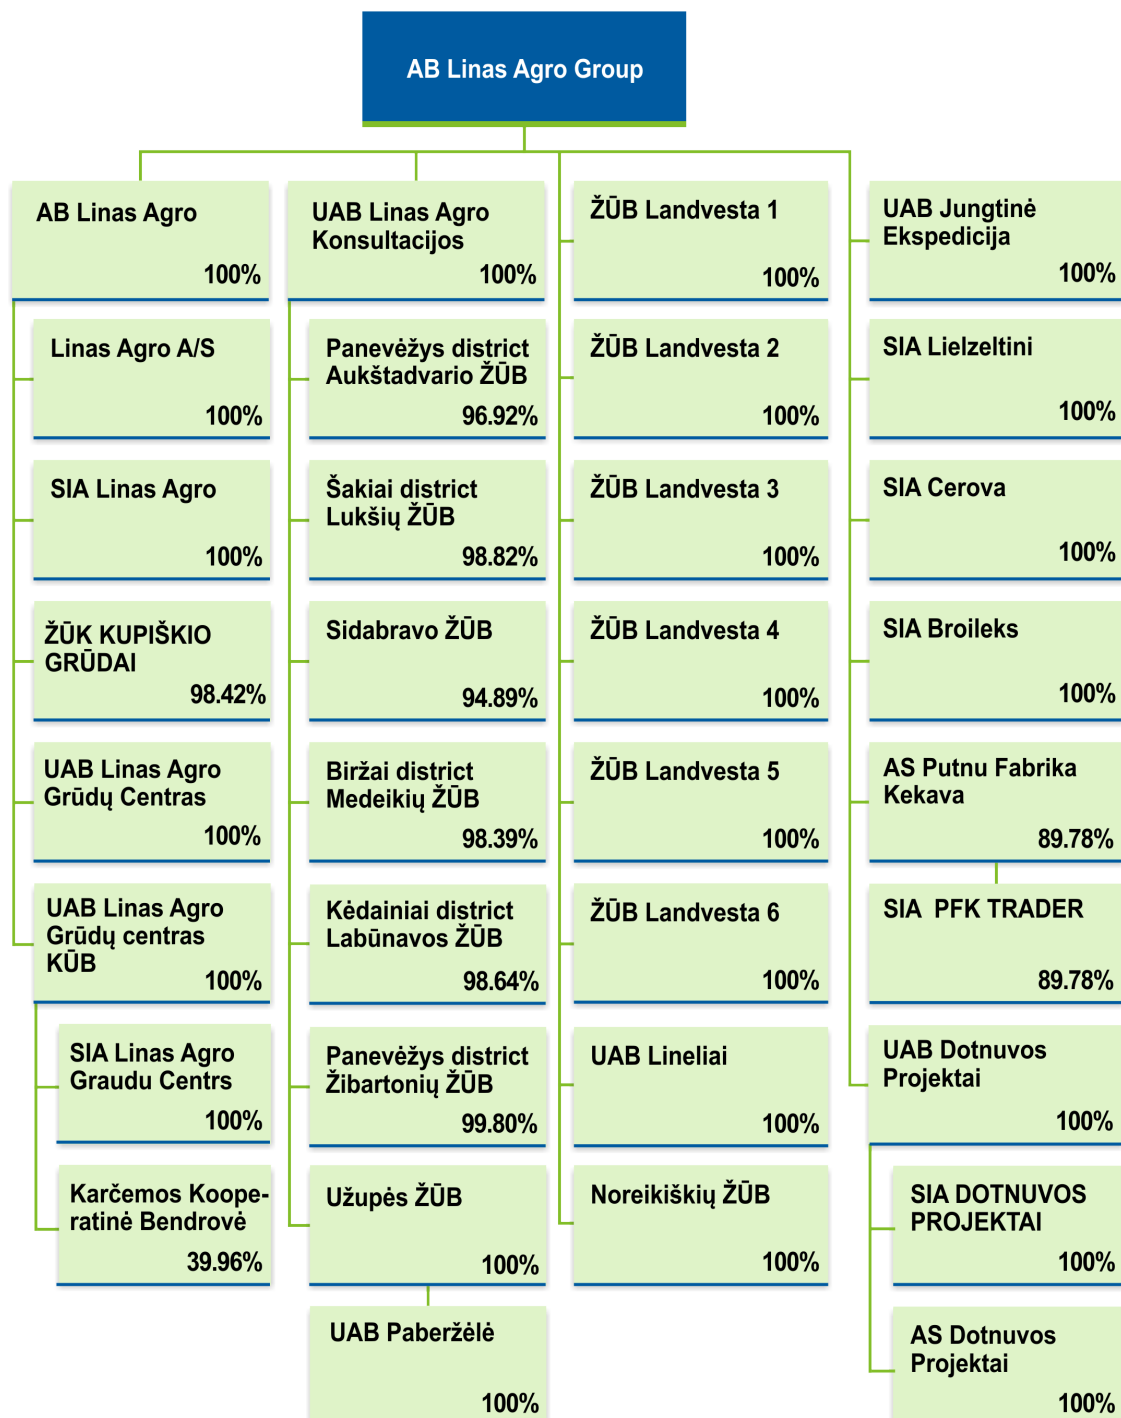 AB Linas Agro Group
AB Linas Agro
100%
Linas Agro A/S
100%
SIA Linas Agro
100%
ŽŪK KUPIŠKIO
GRŪDAI
98.42%
UAB Linas Agro
Grūdų Centras
100%
UAB Linas Agro
Grūdų centras
KŪB
100%
SIA Linas Agro
Graudu Centrs
100%
Karčemos Koope-
ratinė Bendrovė
39.96%
UAB Linas Agro
Konsultacijos
100%
Panevėžys district
Aukštadvario ŽŪB
96.92%
Šakiai district
Lukšių ŽŪB
98.82%
Sidabravo ŽŪB
94.89%
Biržai district
Medeikių ŽŪB
98.39%
Kėdainiai district
Labūnavos ŽŪB
98.64%
Panevėžys district
Žibartonių ŽŪB
99.80%
Užupės ŽŪB
100%
UAB Paberžėlė
100%
ŽŪB Landvesta 1
100%
ŽŪB Landvesta 2
100%
ŽŪB Landvesta 3
100%
ŽŪB Landvesta 4
100%
ŽŪB Landvesta 5
100%
ŽŪB Landvesta 6
100%
UAB Lineliai
100%
Noreikiškių ŽŪB
100%
UAB Jungtinė
Ekspedicija
100%
SIA Lielzeltini
100%
SIA Cerova
100%
SIA Broileks
100%
AS Putnu Fabrika
Kekava
89.78%
SIA PFK TRADER
89.78%
UAB Dotnuvos
Projektai
100%
SIA DOTNUVOS
PROJEKTAI
100%
AS Dotnuvos
Projektai
100%